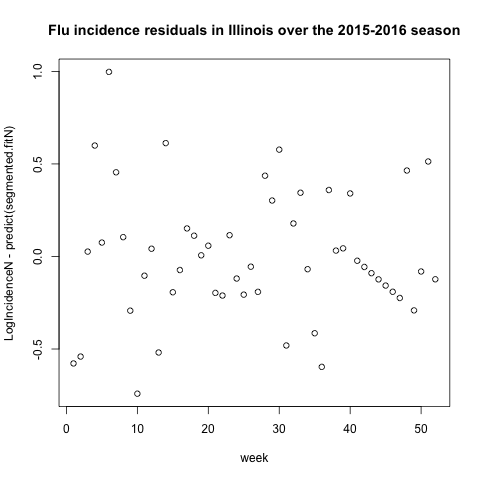 Flu incidence residuals in Illinois over the 2015-2016 season
LogIncidenceN - predict(segmented.fitN)
1.0
0.5
0.0
-0.5
0 10 20 30 40 50
week